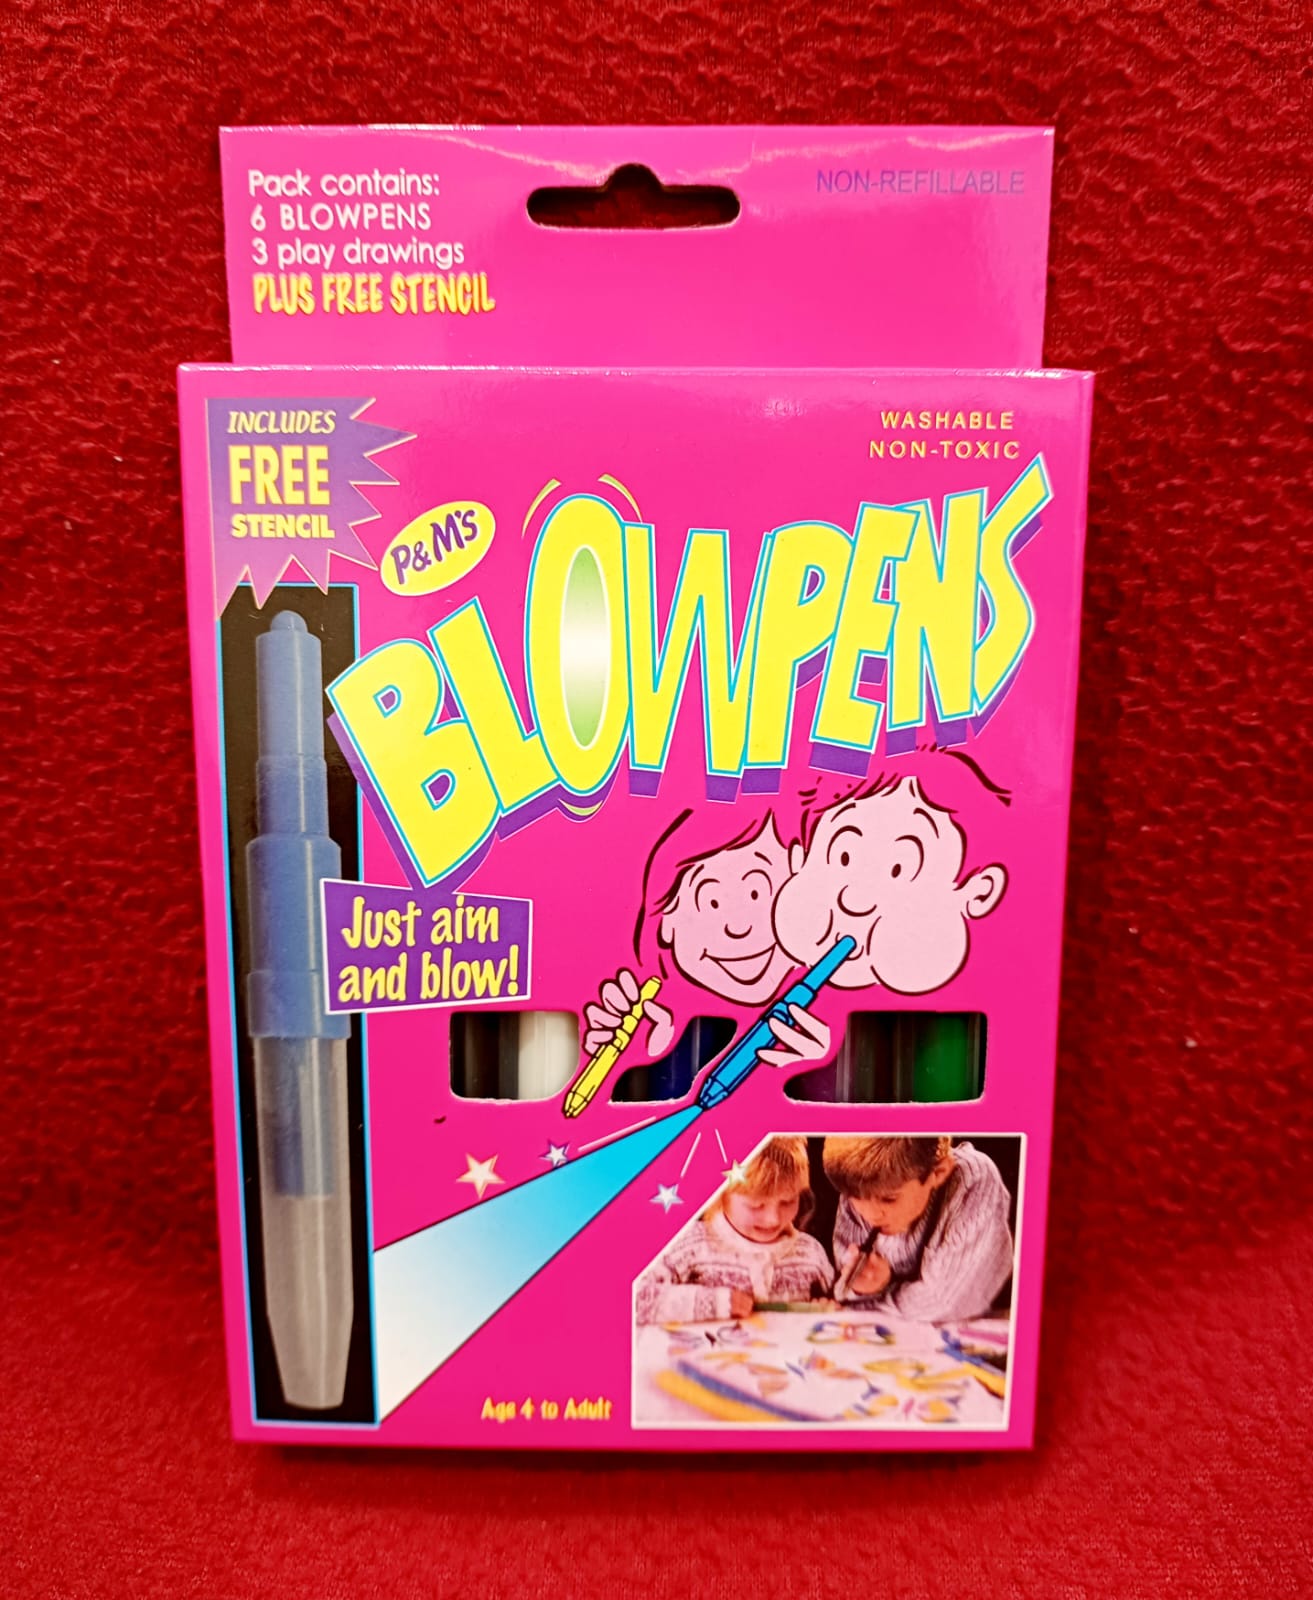 Pack contains:
6 BLOWPENS
3 play drawings
PLUS FREE STENCIL
NON-REFILLABLE
INCLUDES
FREE
STENCIL
WASHABLE
NON-TOXIC
P&M'S
BLOWPENS
Just aim
and blow!
Age 4 to Adult